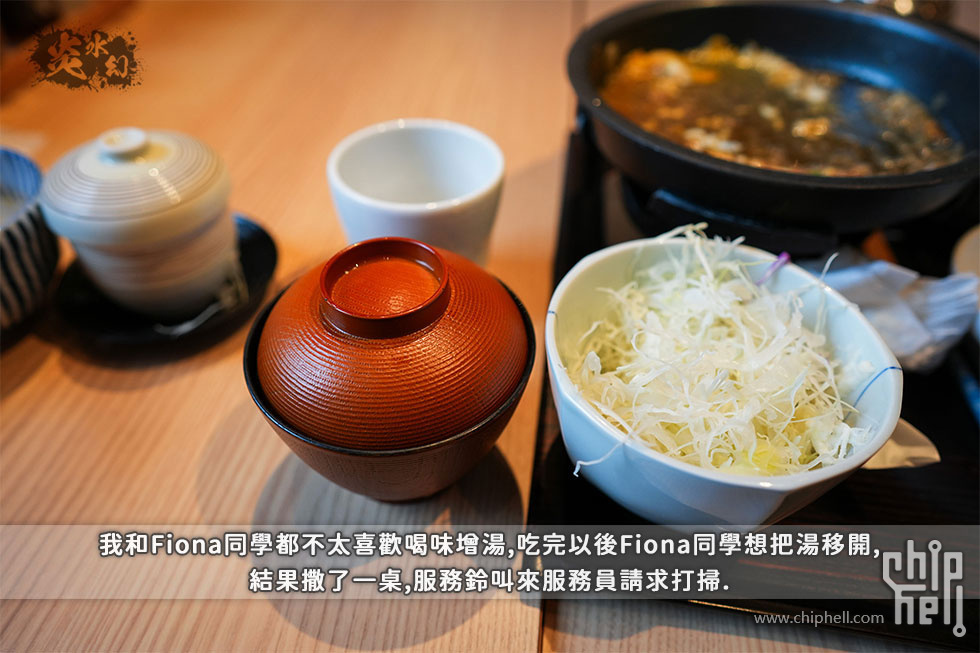 炎水幻
我和Fiona同學都不太喜歡喝味增湯,吃完以後Fiona同學想把湯移開,
結果撒了一桌,服務鈴叫來服務員請求打掃.
chip
hell
www.chiphell.com